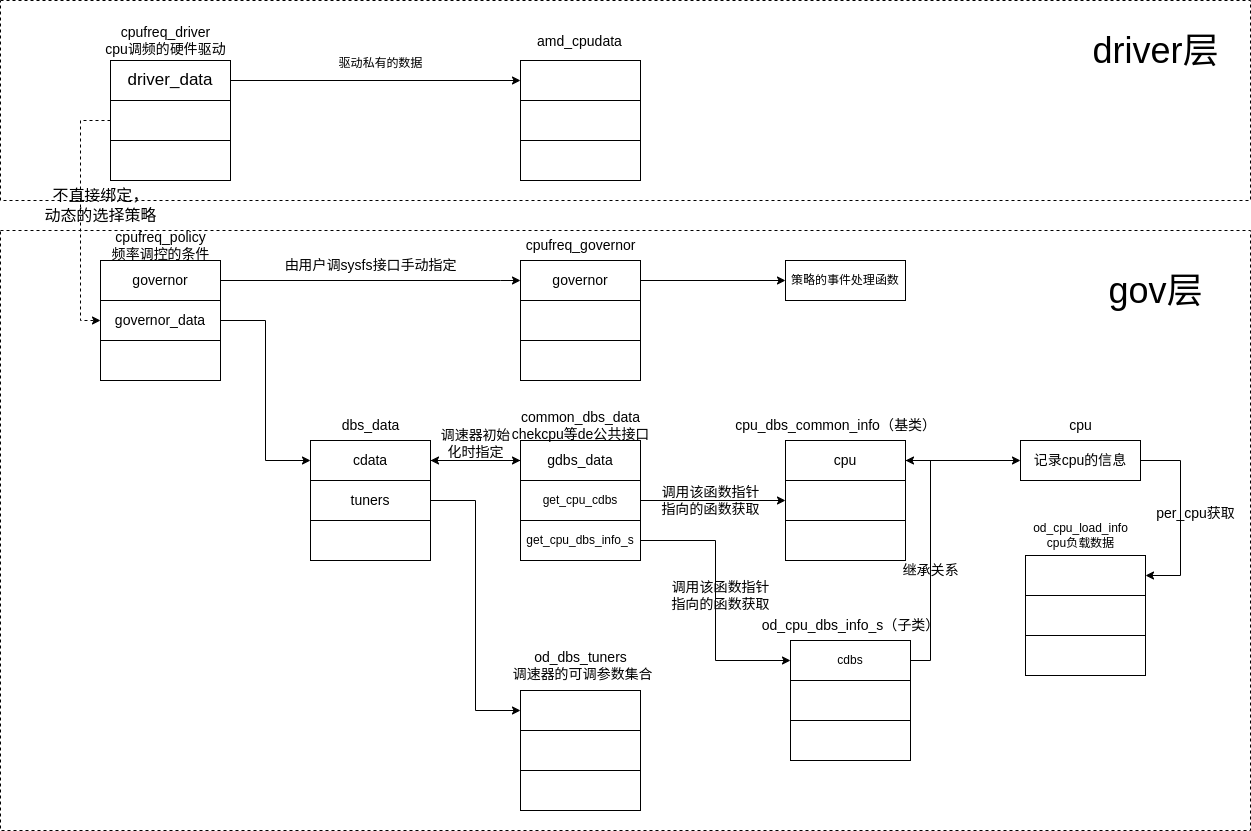 cpufreq_driver
cpu调频的硬件驱动
driver_data
驱动私有的数据
amd_cpudata
driver层
不直接绑定，
动态的选择策略
cpufreq_policy
频率调控的条件
governor
governor_data
由用户调sysfs接口手动指定
cpufreq_governor
governor
策略的事件处理函数
gov层
dbs_data
cdata
tuners
调速器初始
化时指定
common_dbs_data
chekcpu等de公共接口
gdbs_data
get_cpu_cdbs
get_cpu_dbs_info_s
调用该函数指针
指向的函数获取
调用该函数指针
指向的函数获取
cpu_dbs_common_info（基类）
cpu
cpu
记录cpu的信息
per_cpu获取
od_cpu_load_info
cpu负载数据
继承关系
od_cpu_dbs_info_s（子类）
cdbs
od_dbs_tuners
调速器的可调参数集合